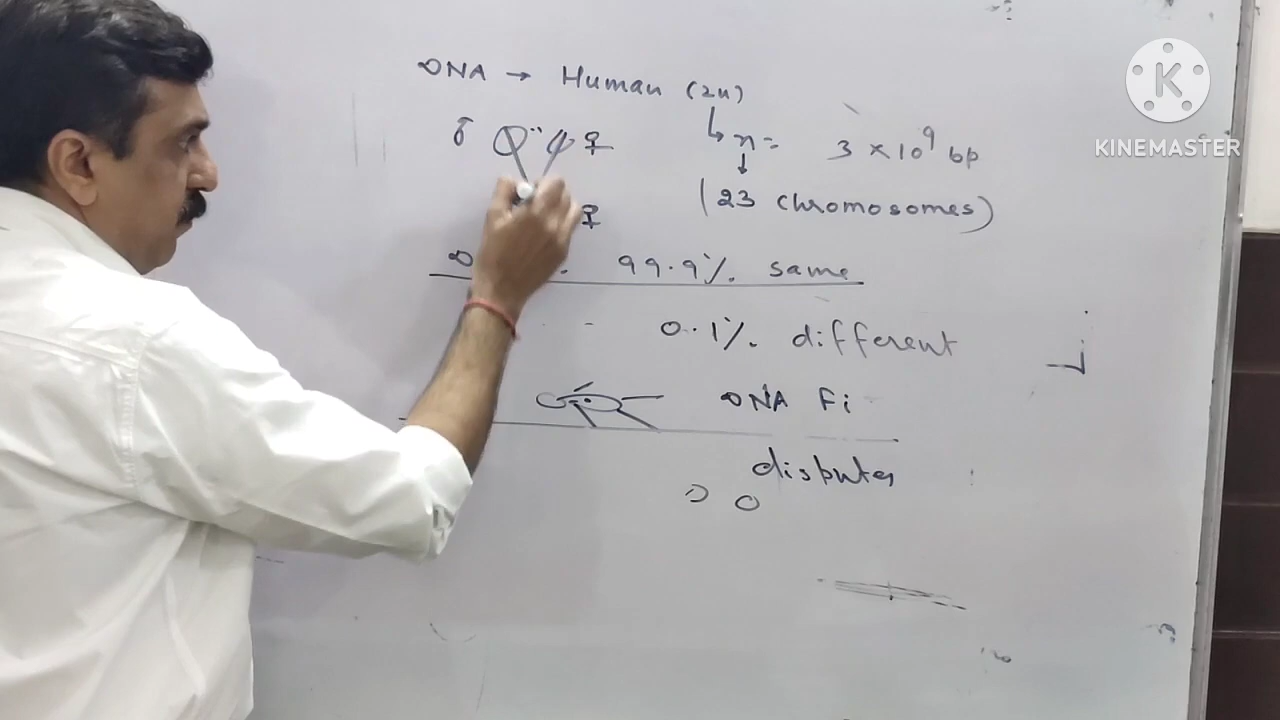 DNA → Human (2n)
♂ ♀
n = 3 × 10⁹ bp
(23 chromosomes)
♀
99.9% same
0.1% different
DNA Fi
disputes
K
KINEMASTER